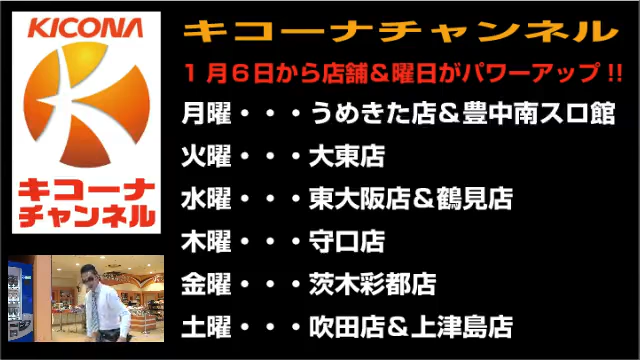 KICONA
キコーナ
チャンネル
キコーナチャンネル
1月6日から店舗&曜日がパワーアップ!!
月曜・・・うめきた店&豊中南スロ館
火曜・・・大東店
水曜・・・東大阪店&鶴見店
木曜・・・守口店
金曜・・・茨木彩都店
土曜・・・吹田店&上津島店